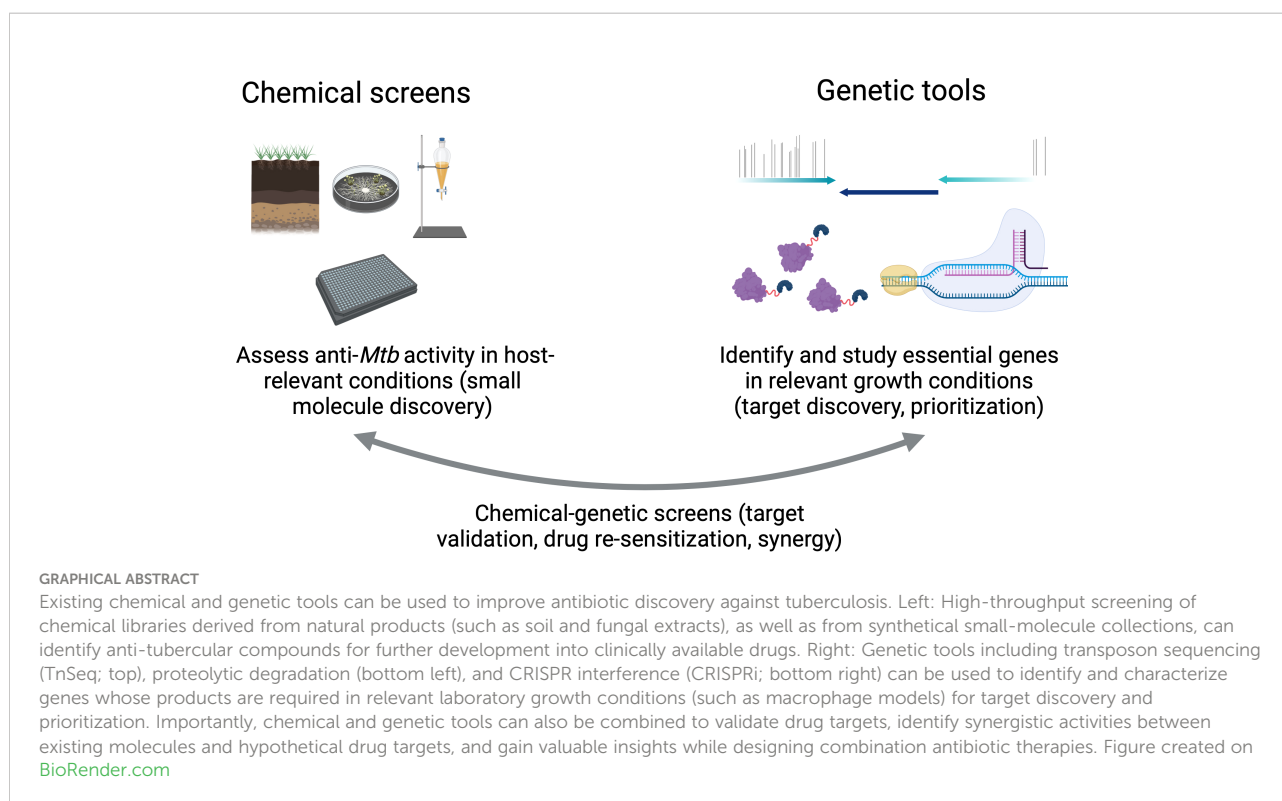 Chemical screens
Genetic tools
Assess anti-Mtb activity in host-
relevant conditions (small
molecule discovery)
Identify and study essential genes
in relevant growth conditions
(target discovery, prioritization)
Chemical-genetic screens (target
validation, drug re-sensitization, synergy)
GRAPHICAL ABSTRACT
Existing chemical and genetic tools can be used to improve antibiotic discovery against tuberculosis. Left: High-throughput screening of
chemical libraries derived from natural products (such as soil and fungal extracts), as well as from synthetical small-molecule collections, can
identify anti-tubercular compounds for further development into clinically available drugs. Right: Genetic tools including transposon sequencing
(TnSeq; top), proteolytic degradation (bottom left), and CRISPR interference (CRISPRi; bottom right) can be used to identify and characterize
genes whose products are required in relevant laboratory growth conditions (such as macrophage models) for target discovery and
prioritization. Importantly, chemical and genetic tools can also be combined to validate drug targets, identify synergistic activities between
existing molecules and hypothetical drug targets, and gain valuable insights while designing combination antibiotic therapies. Figure created on
BioRender.com